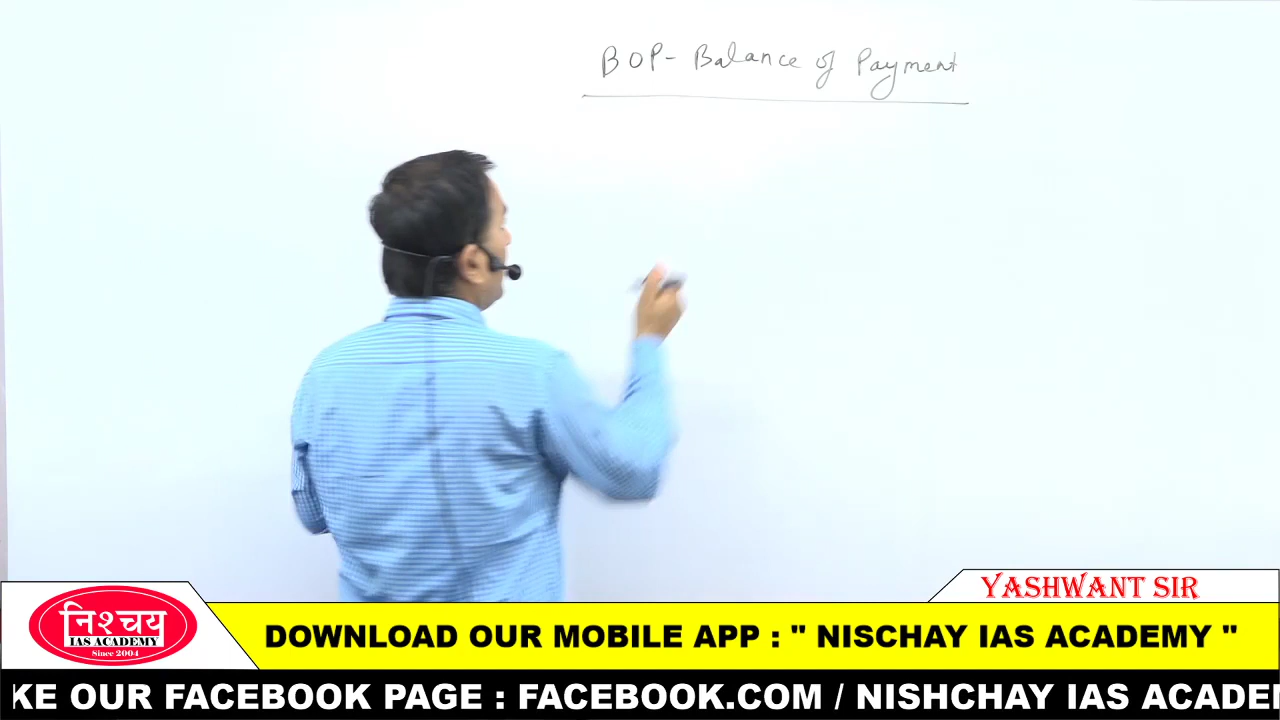 BOP- Balance of Payment
YASHWANT SIR
निश्चय
IAS ACADEMY
Since 2004
DOWNLOAD OUR MOBILE APP : " NISCHAY IAS ACADEMY "
KE OUR FACEBOOK PAGE : FACEBOOK.COM / NISHCHAY IAS ACADE